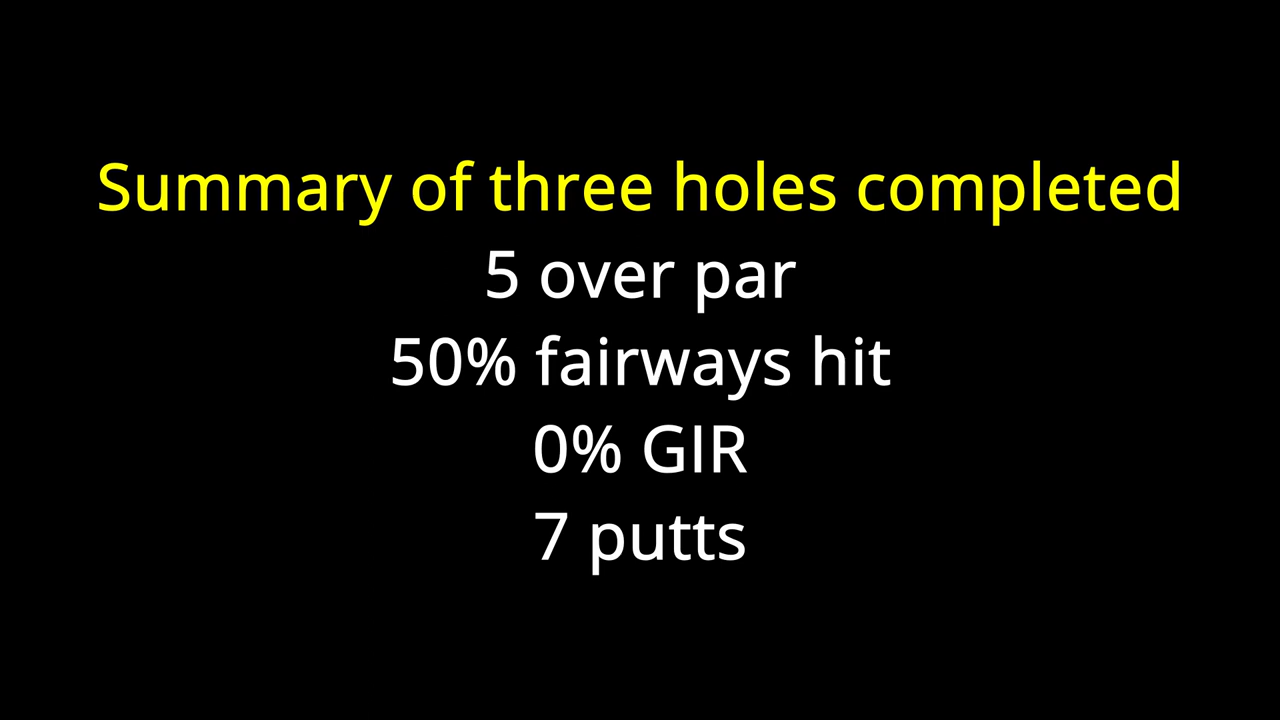 Summary of three holes completed
5 over par
50% fairways hit
0% GIR
7 putts